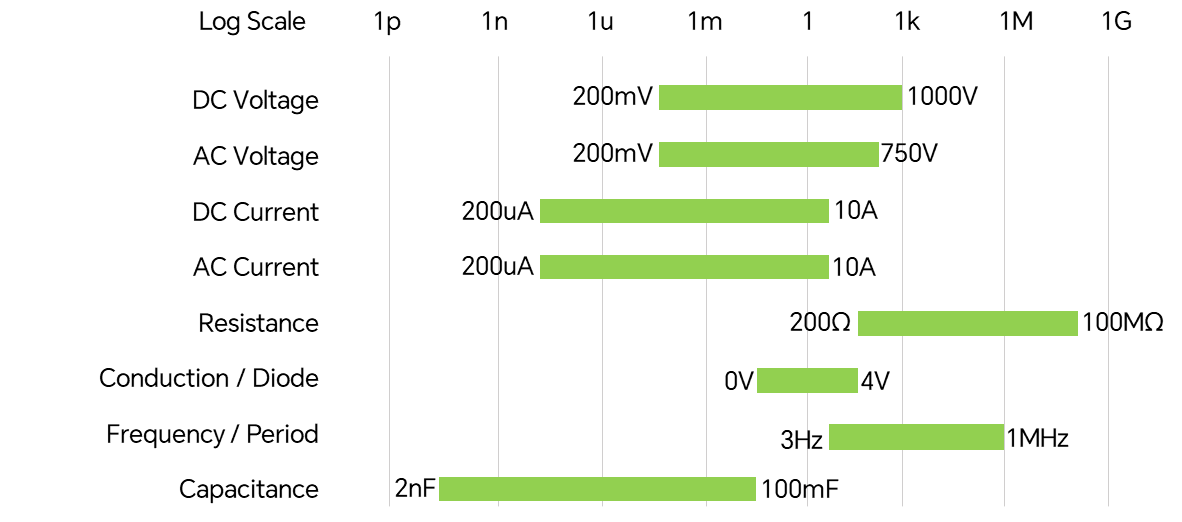 Log Scale 1p 1n 1u 1m 1 1k 1M 1G
DC Voltage 200mV 1000V
AC Voltage 200mV 750V
DC Current 200uA 10A
AC Current 200uA 10A
Resistance 200Ω 100MΩ
Conduction / Diode 0V 4V
Frequency / Period 3Hz 1MHz
Capacitance 2nF 100mF